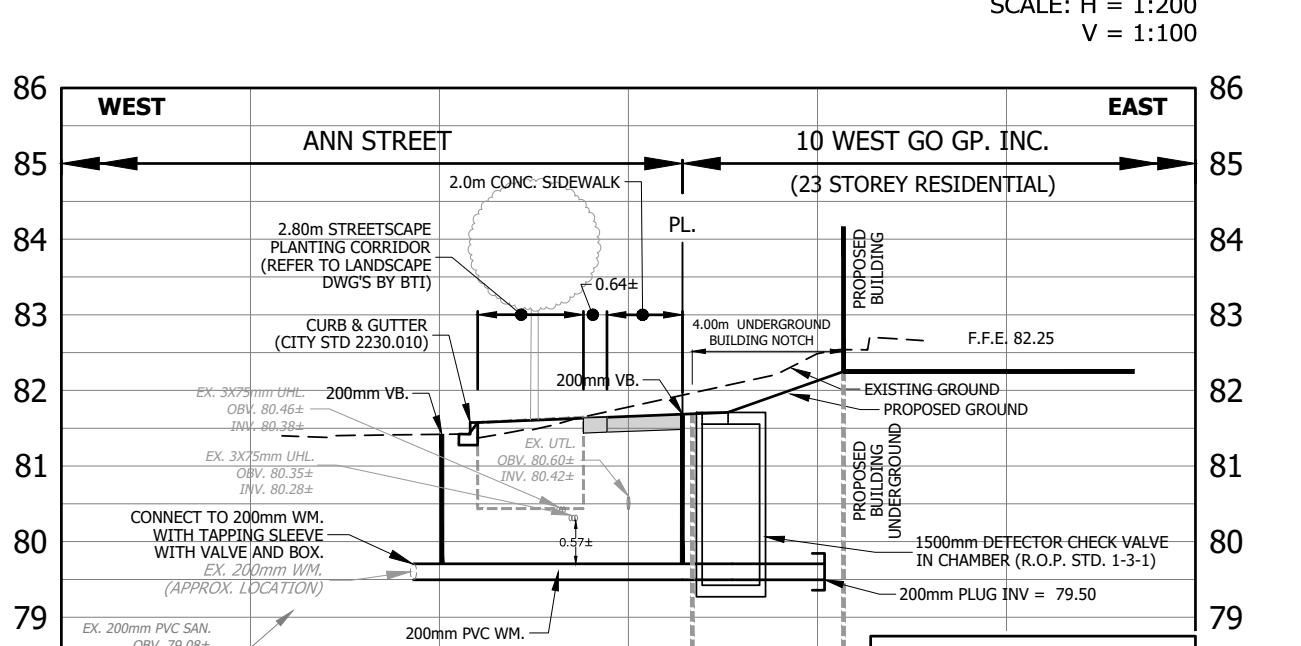 SCALE: H = 1:200
V = 1:100
86
86
WEST
EAST
ANN STREET
10 WEST GO GP. INC.
85
85
(23 STOREY RESIDENTIAL)
2.0m CONC. SIDEWALK
PL.
2.80m STREETSCAPE
PLANTING CORRIDOR
(REFER TO LANDSCAPE
DWG'S BY BTI)
84
84
PROPOSED
BUILDING
0.64±
83
83
CURB & GUTTER
(CITY STD 2230.010)
4.00m UNDERGROUND
BUILDING NOTCH
F.F.E. 82.25
82
82
200mm VB.
200mm VB.
EXISTING GROUND
PROPOSED GROUND
EX. 3X75mm UHL.
OBV. 80.46±
INV. 80.38±
EX. UTL.
OBV. 80.60±
INV. 80.42±
81
81
EX. 3X75mm UHL.
OBV. 80.35±
INV. 80.28±
PROPOSED
BUILDING
UNDERGROUND
CONNECT TO 200mm WM.
WITH TAPPING SLEEVE
WITH VALVE AND BOX.
80
80
0.57±
1500mm DETECTOR CHECK VALVE
IN CHAMBER (R.O.P. STD. 1-3-1)
EX. 200mm WM.
(APPROX. LOCATION)
200mm PLUG INV = 79.50
79
79
EX. 200mm PVC SAN.
OBV. 79.08±
200mm PVC WM.